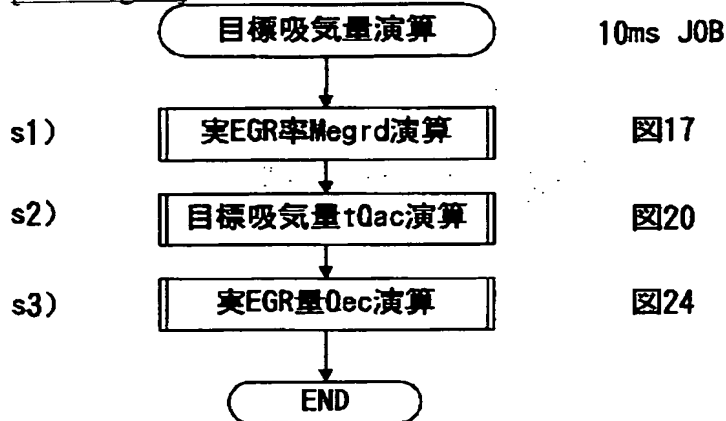 目標吸気量演算 10ms JOB
s1) 実EGR率Megrd演算 図17
s2) 目標吸気量tQac演算 図20
s3) 実EGR量Qec演算 図24
END